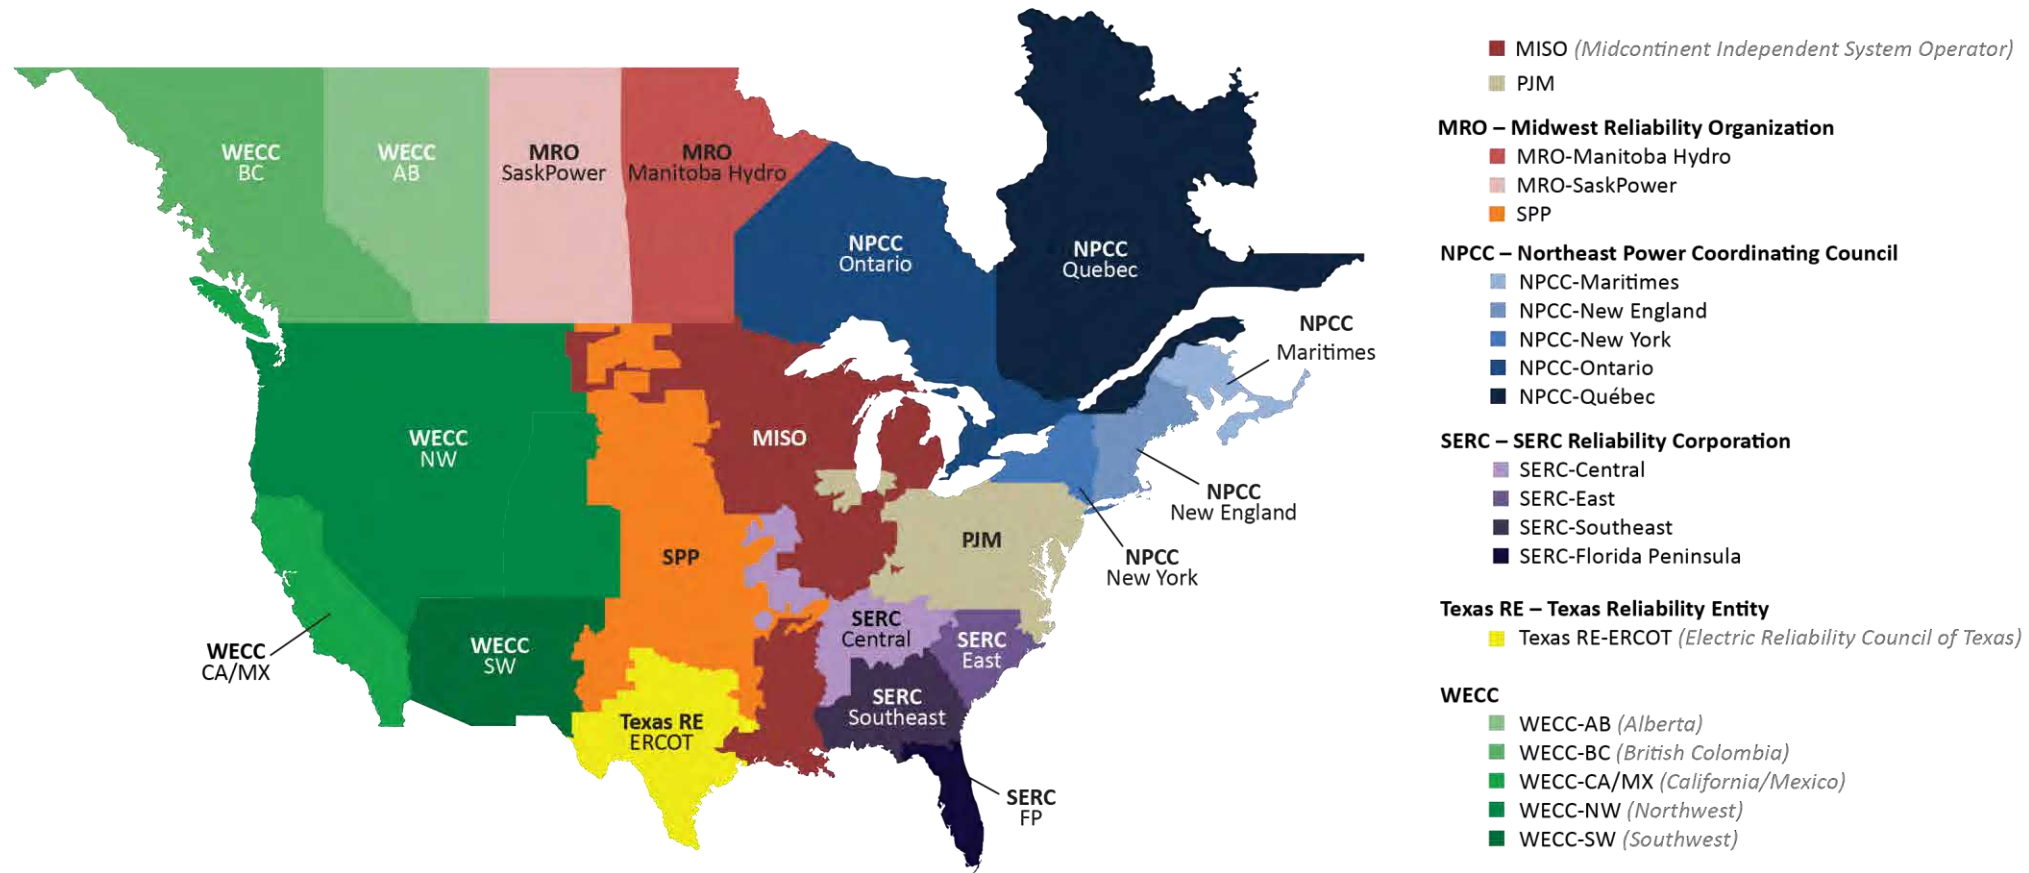 WECC
BC
WECC
AB
MRO
SaskPower
MRO
Manitoba Hydro
NPCC
Ontario
NPCC
Quebec
NPCC
Maritimes
WECC
NW
MISO
NPCC
New England
NPCC
New York
SPP
PJM
WECC
CA/MX
WECC
SW
SERC
Central
SERC
East
SERC
Southeast
Texas RE
ERCOT
SERC
FP
MISO (Midcontinent Independent System Operator)
PJM
MRO – Midwest Reliability Organization
MRO-Manitoba Hydro
MRO-SaskPower
SPP
NPCC – Northeast Power Coordinating Council
NPCC-Maritimes
NPCC-New England
NPCC-New York
NPCC-Ontario
NPCC-Québec
SERC – SERC Reliability Corporation
SERC-Central
SERC-East
SERC-Southeast
SERC-Florida Peninsula
Texas RE – Texas Reliability Entity
Texas RE-ERCOT (Electric Reliability Council of Texas)
WECC
WECC-AB (Alberta)
WECC-BC (British Colombia)
WECC-CA/MX (California/Mexico)
WECC-NW (Northwest)
WECC-SW (Southwest)